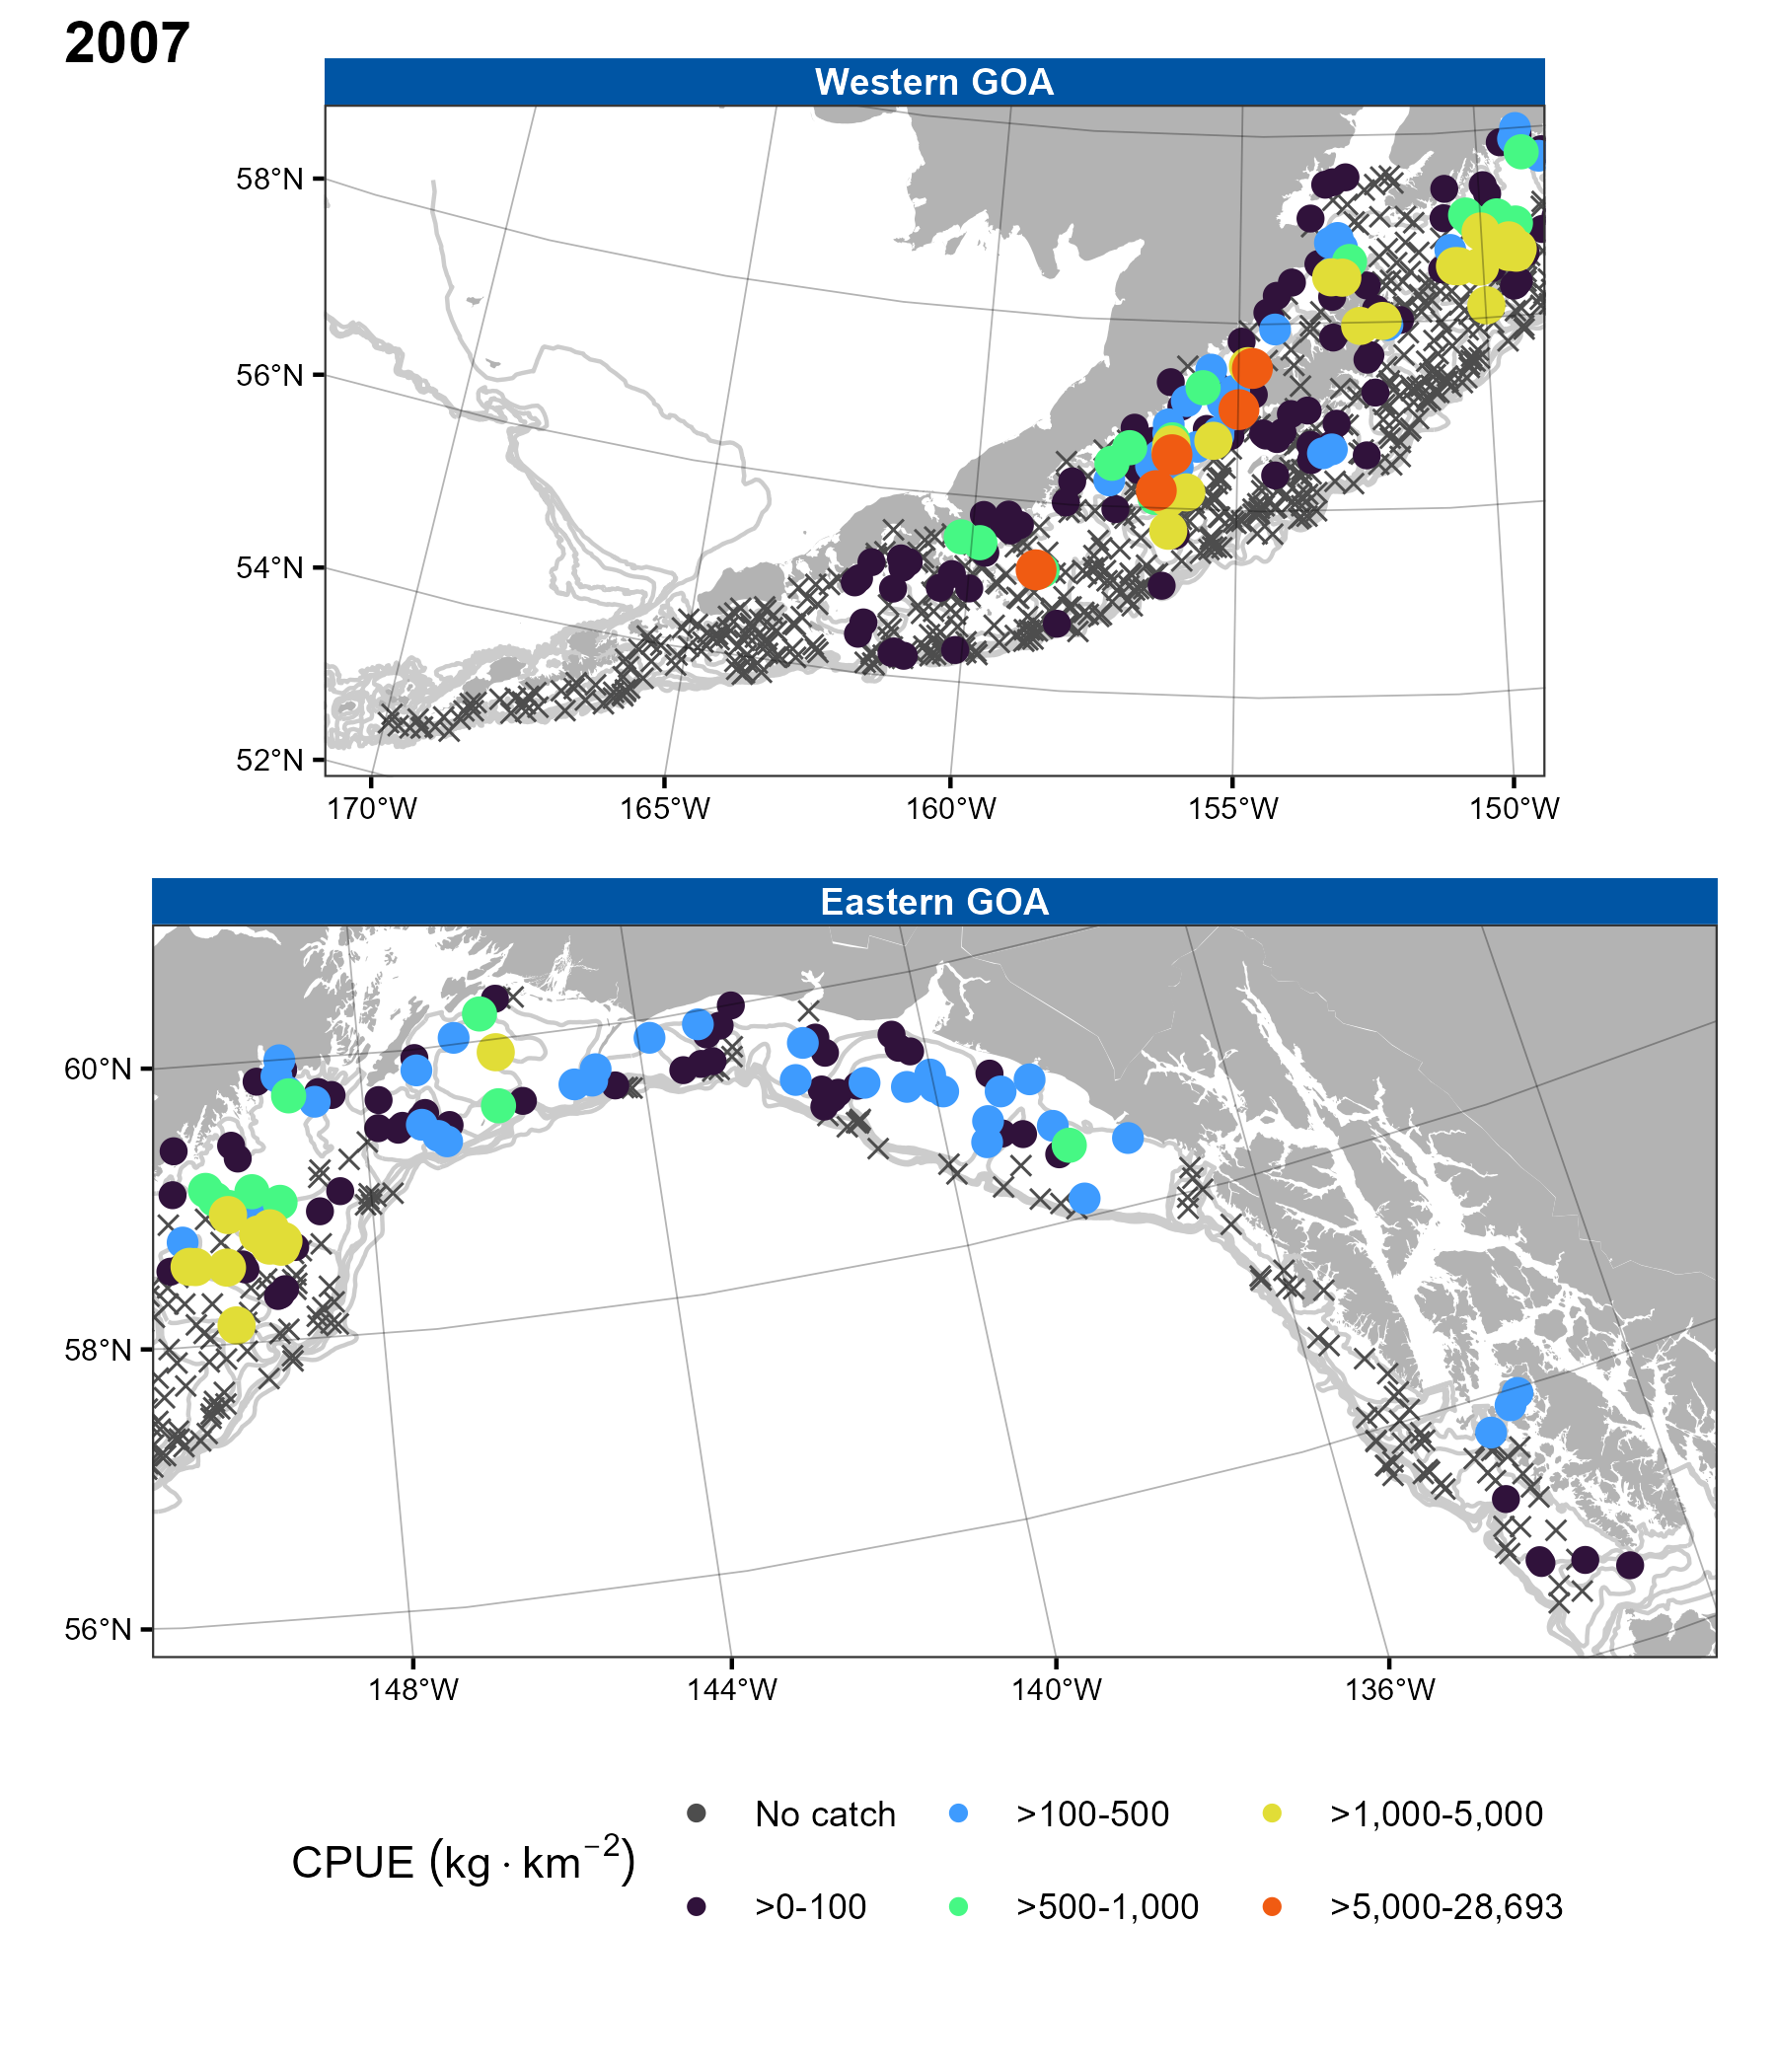 2007
Western GOA
58°N
56°N
54°N
52°N
170°W 165°W 160°W 155°W 150°W
Eastern GOA
60°N
58°N
56°N
148°W 144°W 140°W 136°W
CPUE (kg · km⁻²)
No catch >100-500 >1,000-5,000
>0-100 >500-1,000 >5,000-28,693